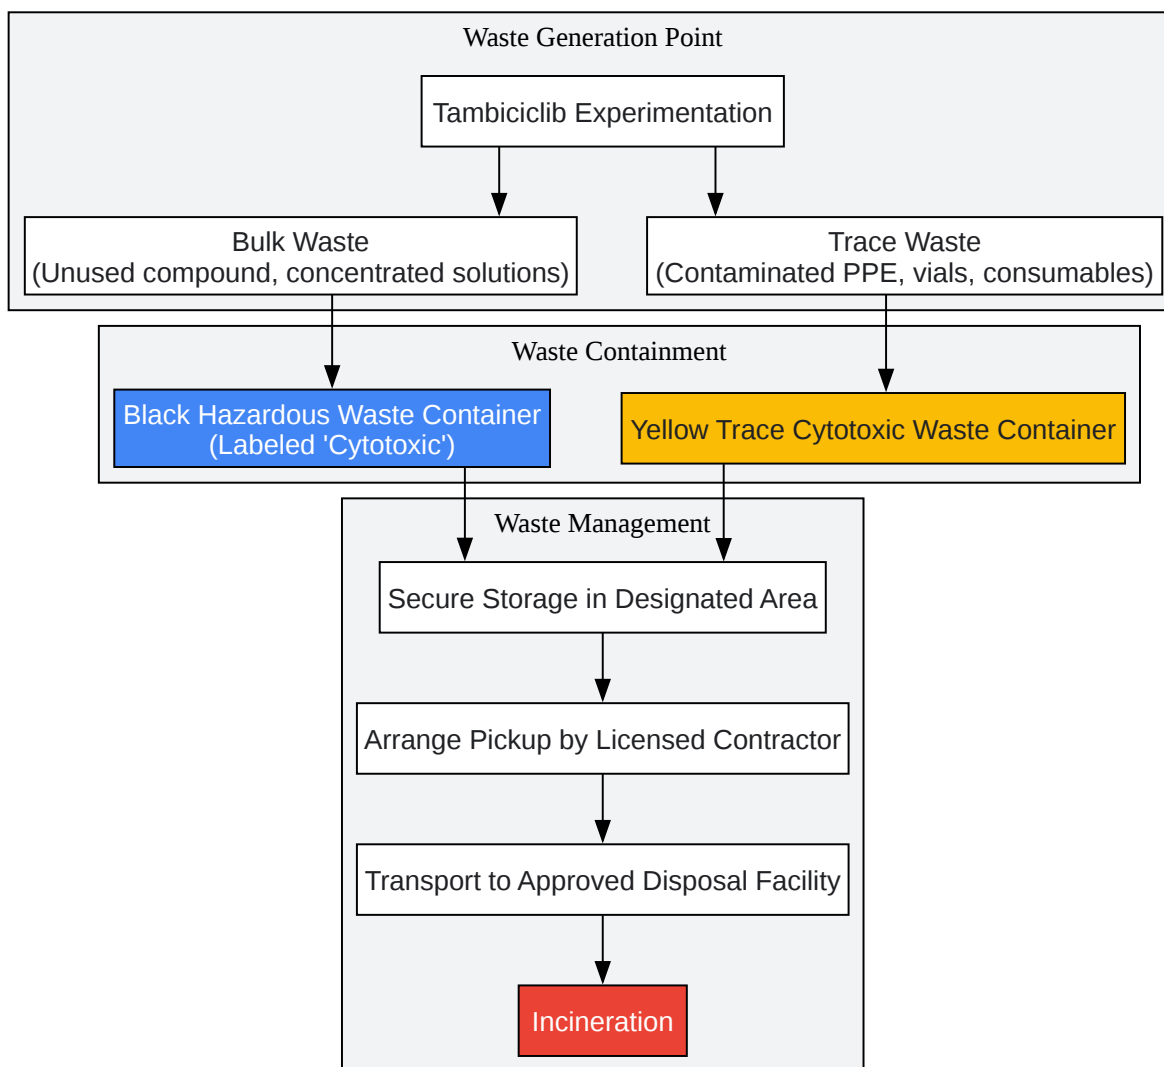 Waste Generation Point
Tambiciclib Experimentation
Bulk Waste
(Unused compound, concentrated solutions)
Trace Waste
(Contaminated PPE, vials, consumables)
Waste Containment
Black Hazardous Waste Container
(Labeled 'Cytotoxic')
Yellow Trace Cytotoxic Waste Container
Waste Management
Secure Storage in Designated Area
Arrange Pickup by Licensed Contractor
Transport to Approved Disposal Facility
Incineration